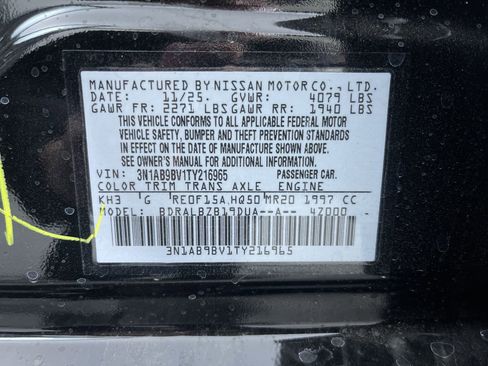 MANUFACTURED BY NISSAN MOTOR CO., LTD.
DATE: 11/25. GVWR: 4079 LBS
GAWR FR: 2271 LBS GAWR RR: 1940 LBS
THIS VEHICLE CONFORMS TO ALL APPLICABLE FEDERAL MOTOR
VEHICLE SAFETY, BUMPER AND THEFT PREVENTION STANDARDS
IN EFFECT ON THE DATE OF MANUFACTURE SHOWN ABOVE.
SEE OWNER'S MANUAL FOR ADDITIONAL INFORMATION.
VIN: 3N1AB9BV1TY216965 PASSENGER CAR.
COLOR TRIM TRANS AXLE ENGINE
KH3 G RE0F15A HQ50 MR20 1997 CC
MODEL: BDRALBZB19DUA--A-- 4Z000
3N1AB9BV1TY216965